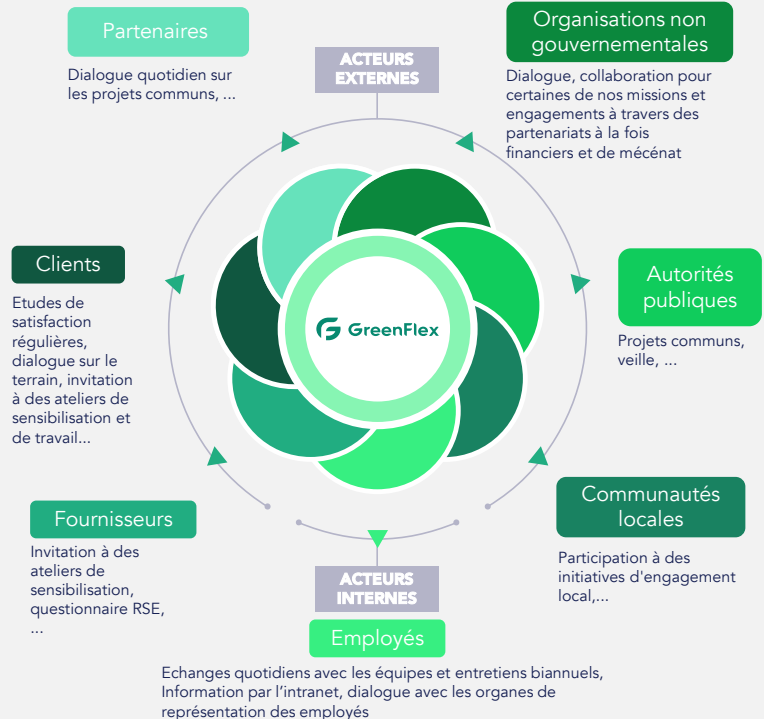 Partenaires
Dialogue quotidien sur
les projets communs, ...
ACTEURS
EXTERNES
Organisations non
gouvernementales
Dialogue, collaboration pour
certaines de nos missions et
engagements à travers des
partenariats à la fois
financiers et de mécénat
Clients
Etudes de
satisfaction
régulières,
dialogue sur le
terrain, invitation
à des ateliers de
sensibilisation et
de travail...
GreenFlex
Autorités
publiques
Projets communs,
veille, ...
Fournisseurs
Invitation à des
ateliers de
sensibilisation,
questionnaire RSE,
...
Communautés
locales
Participation à des
initiatives d'engagement
local,...
ACTEURS
INTERNES
Employés
Echanges quotidiens avec les équipes et entretiens biannuels,
Information par l’intranet, dialogue avec les organes de
représentation des employés